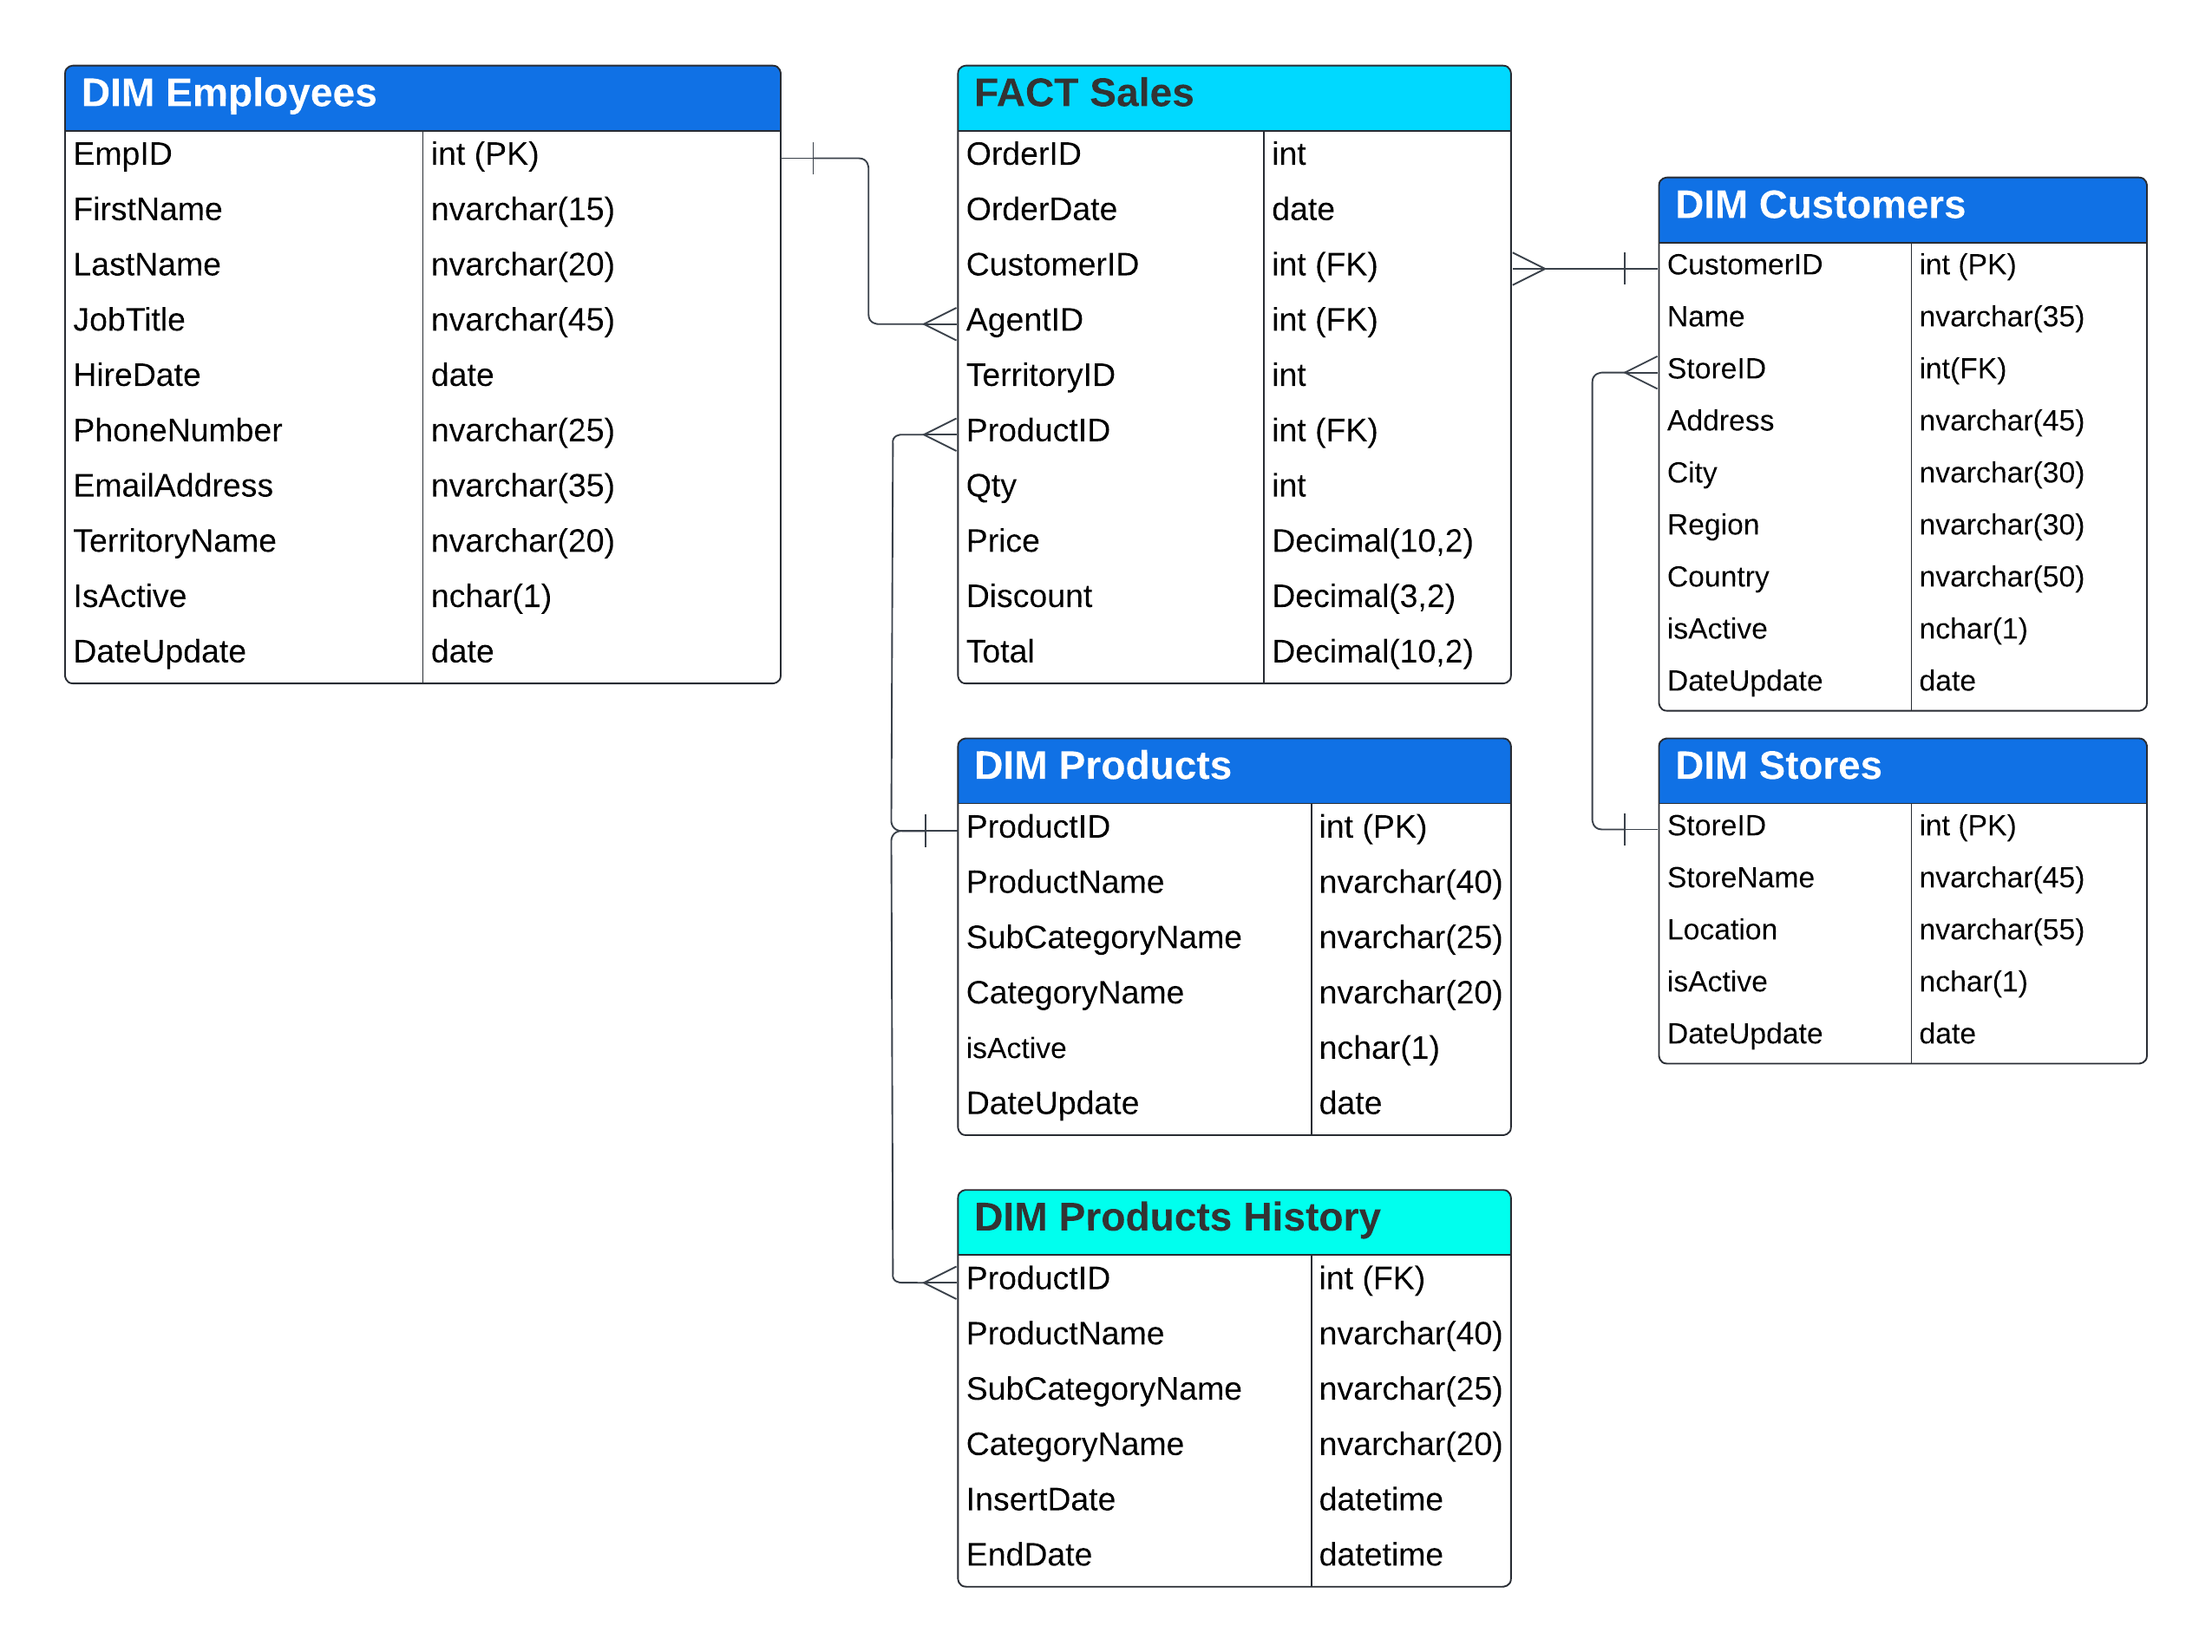 DIM Employees
EmpID int (PK)
FirstName nvarchar(15)
LastName nvarchar(20)
JobTitle nvarchar(45)
HireDate date
PhoneNumber nvarchar(25)
EmailAddress nvarchar(35)
TerritoryName nvarchar(20)
IsActive nchar(1)
DateUpdate date
FACT Sales
OrderID int
OrderDate date
CustomerID int (FK)
AgentID int (FK)
TerritoryID int
ProductID int (FK)
Qty int
Price Decimal(10,2)
Discount Decimal(3,2)
Total Decimal(10,2)
DIM Customers
CustomerID int (PK)
Name nvarchar(35)
StoreID int(FK)
Address nvarchar(45)
City nvarchar(30)
Region nvarchar(30)
Country nvarchar(50)
isActive nchar(1)
DateUpdate date
DIM Products
ProductID int (PK)
ProductName nvarchar(40)
SubCategoryName nvarchar(25)
CategoryName nvarchar(20)
isActive nchar(1)
DateUpdate date
DIM Stores
StoreID int (PK)
StoreName nvarchar(45)
Location nvarchar(55)
isActive nchar(1)
DateUpdate date
DIM Products History
ProductID int (FK)
ProductName nvarchar(40)
SubCategoryName nvarchar(25)
CategoryName nvarchar(20)
InsertDate datetime
EndDate datetime